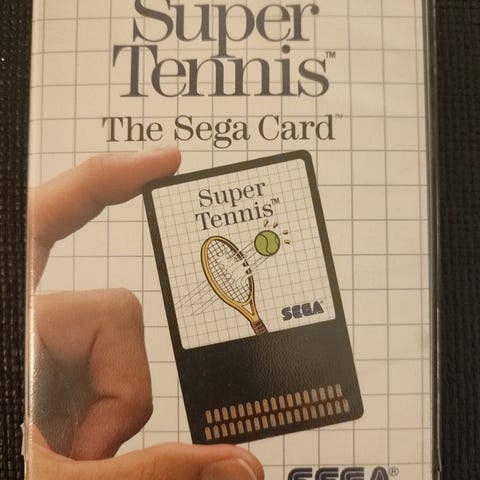 Super
Tennis™
The Sega Card™
Super
Tennis™
SEGA®
SEGA®